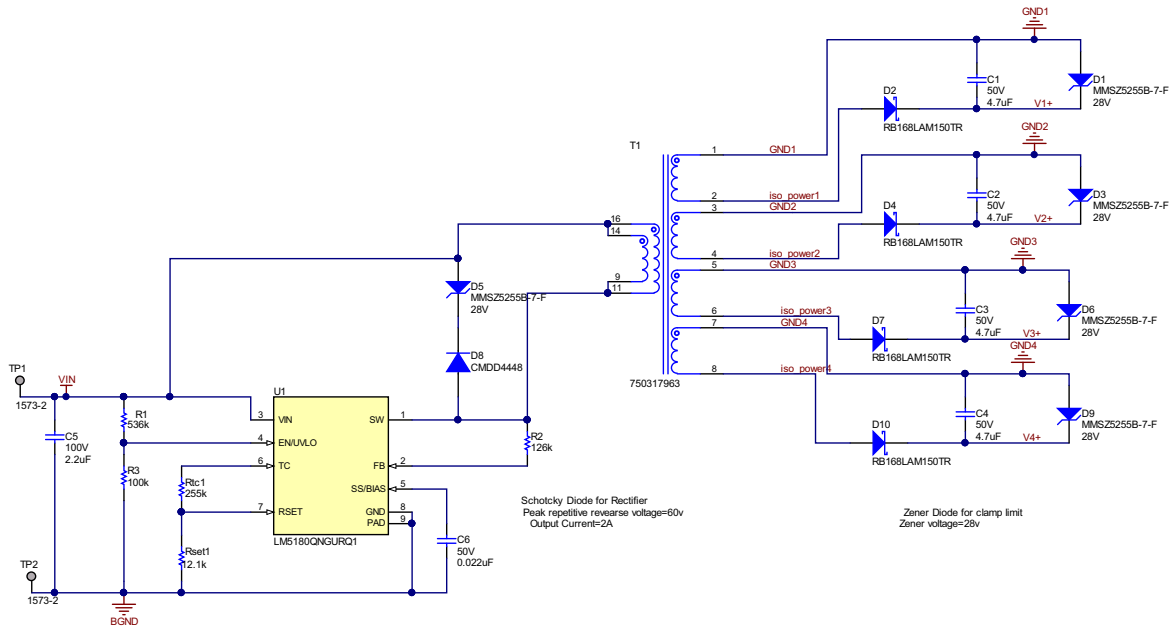 GND1
C1
50V
4.7uF
D1
MMSZ5255B-7-F
28V
D2
RB168LAM150TR
V1+
GND2
T1
1
GND1
2
iso_power1
3
GND2
C2
50V
4.7uF
D3
MMSZ5255B-7-F
28V
D4
RB168LAM150TR
V2+
16
14
9
11
4
iso_power2
5
GND3
GND3
C3
50V
4.7uF
D6
MMSZ5255B-7-F
28V
6
iso_power3
7
GND4
D7
RB168LAM150TR
V3+
GND4
8
iso_power4
750317963
C4
50V
4.7uF
D9
MMSZ5255B-7-F
28V
D10
RB168LAM150TR
V4+
D5
MMSZ5255B-7-F
28V
D8
CMDD4448
TP1
1573-2
VIN
R1
536k
C5
100V
2.2uF
R3
100k
Rtc1
255k
Rset1
12.1k
U1
3
VIN
SW
1
4
EN/UVLO
6
TC
FB
2
SS/BIAS
5
7
RSET
GND
8
PAD
9
LM5180QNGURQ1
R2
126k
C6
50V
0.022uF
Schotcky Diode for Rectifier
Peak repetitive revearse voltage=60v
Output Current=2A
Zener Diode for clamp limit
Zener voltage=28v
TP2
1573-2
BGND